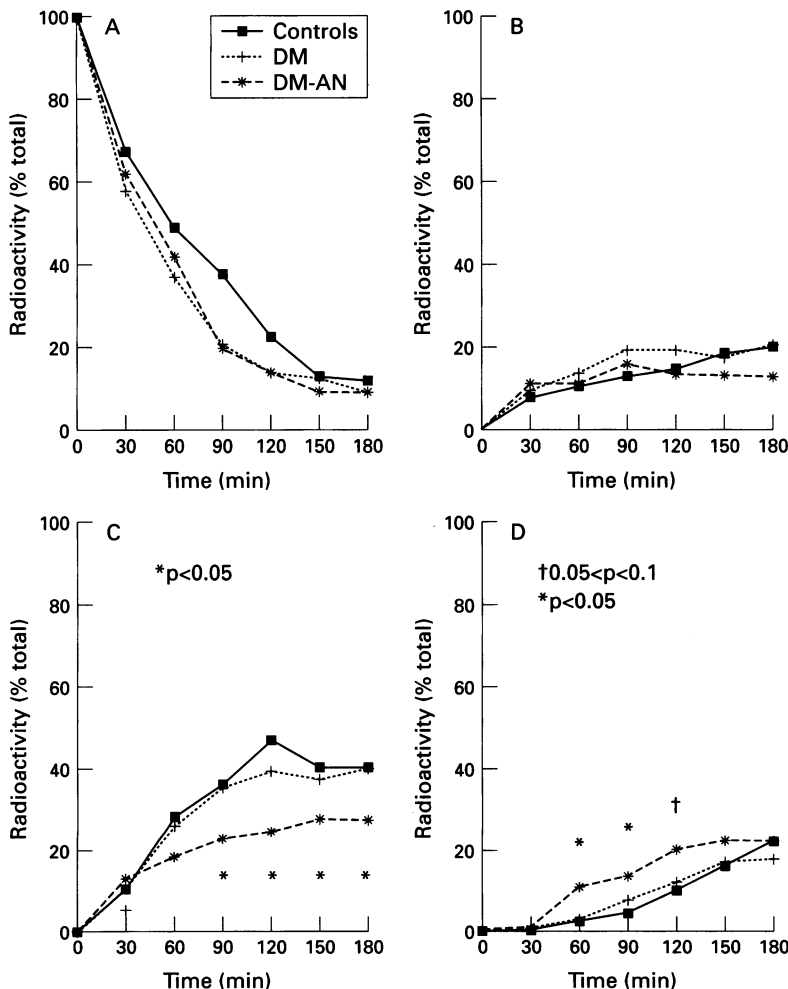 A
Controls
DM
DM-AN
100
80
60
40
20
0
Radioactivity (% total)
0 30 60 90 120 150 180
Time (min)
B
100
80
60
40
20
0
Radioactivity (% total)
0 30 60 90 120 150 180
Time (min)
C
*p<0.05
100
80
60
40
20
0
Radioactivity (% total)
* * * *
0 30 60 90 120 150 180
Time (min)
D
†0.05<p<0.1
*p<0.05
100
80
60
40
20
0
Radioactivity (% total)
* * †
0 30 60 90 120 150 180
Time (min)